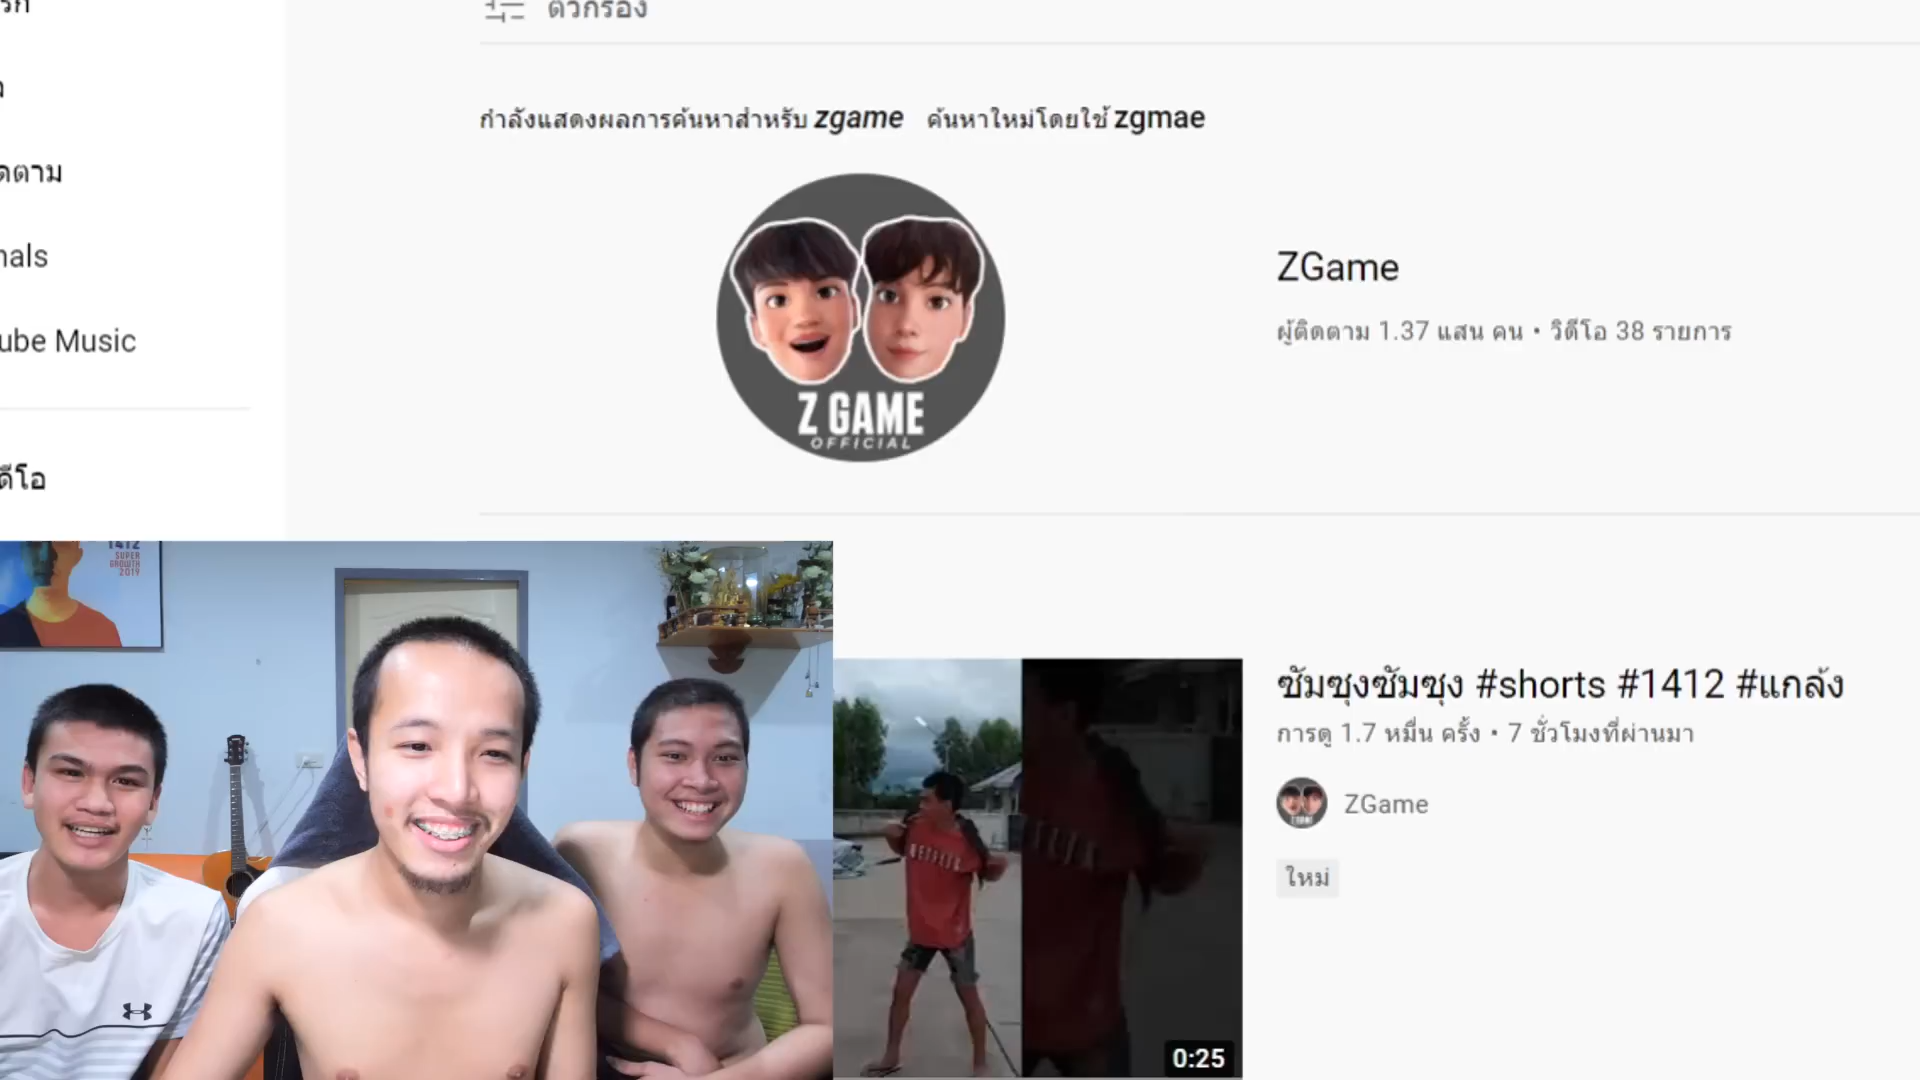 ตัวกรอง
กำลังแสดงผลการค้นหาสำหรับ zgame ค้นหาใหม่โดยใช้ zgmae
ดตาม
nals
ube Music
ดีโอ
Z GAME
OFFICIAL
ZGame
ผู้ติดตาม 1.37 แสน คน • วิดีโอ 38 รายการ
1412
SUPER
GROWTH
2019
NETFLIX
0:25
ซัมซุงซัมซุง #shorts #1412 #แกล้ง
การดู 1.7 หมื่น ครั้ง • 7 ชั่วโมงที่ผ่านมา
ZGame
ใหม่